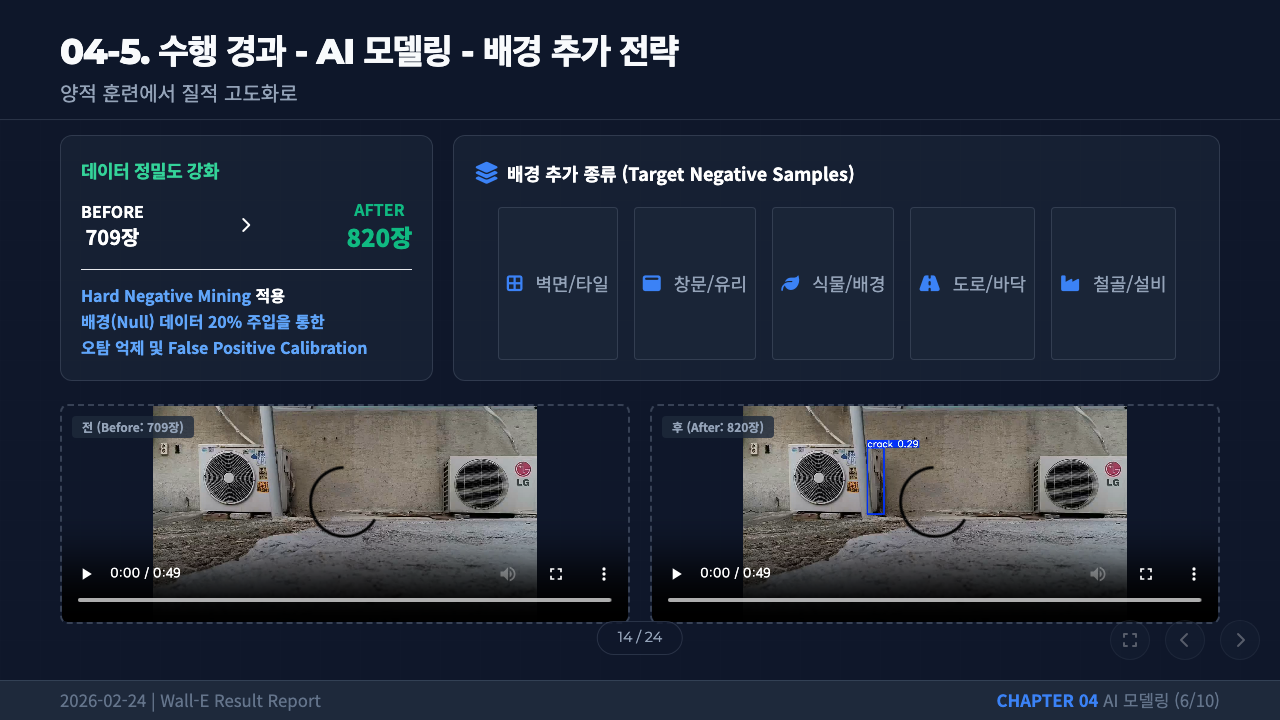 04-5. 수행 경과 - AI 모델링 - 배경 추가 전략
양적 훈련에서 질적 고도화로
데이터 정밀도 강화
BEFORE
709장
AFTER
820장
Hard Negative Mining 적용
배경(Null) 데이터 20% 주입을 통한
오탐 억제 및 False Positive Calibration
배경 추가 종류 (Target Negative Samples)
벽면/타일
창문/유리
식물/배경
도로/바닥
철골/설비
전 (Before: 709장)
LG
0:00 / 0:49
후 (After: 820장)
crack 0.29
LG
0:00 / 0:49
14 / 24
2026-02-24 | Wall-E Result Report
CHAPTER 04 AI 모델링 (6/10)